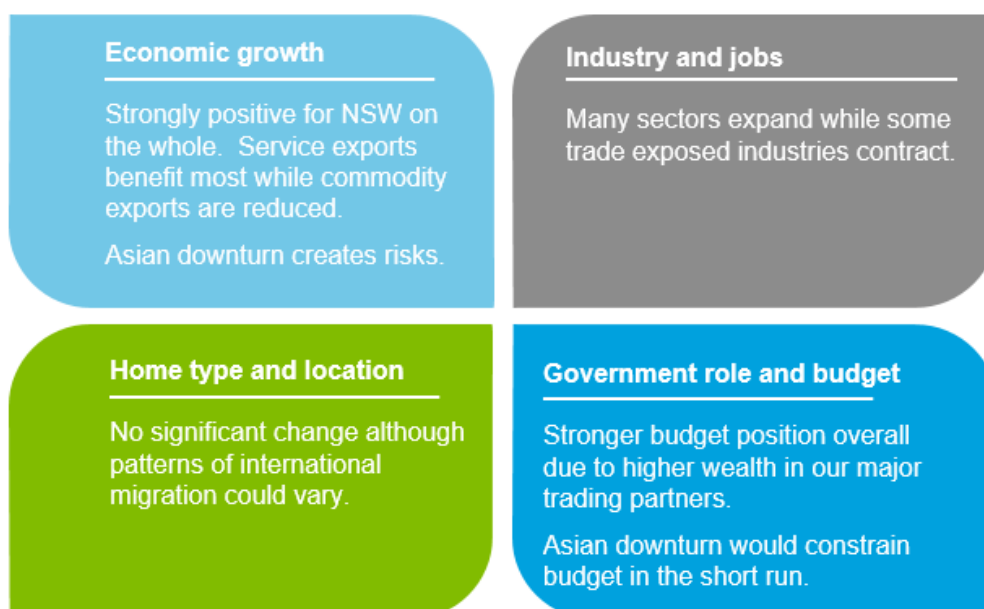 Economic growth
Strongly positive for NSW on
the whole.  Service exports
benefit most while commodity
exports are reduced.
Asian downturn creates risks.
Industry and jobs
Many sectors expand while some
trade exposed industries contract.
Home type and location
No significant change although
patterns of international
migration could vary.
Government role and budget
Stronger budget position overall
due to higher wealth in our major
trading partners.
Asian downturn would constrain
budget in the short run.